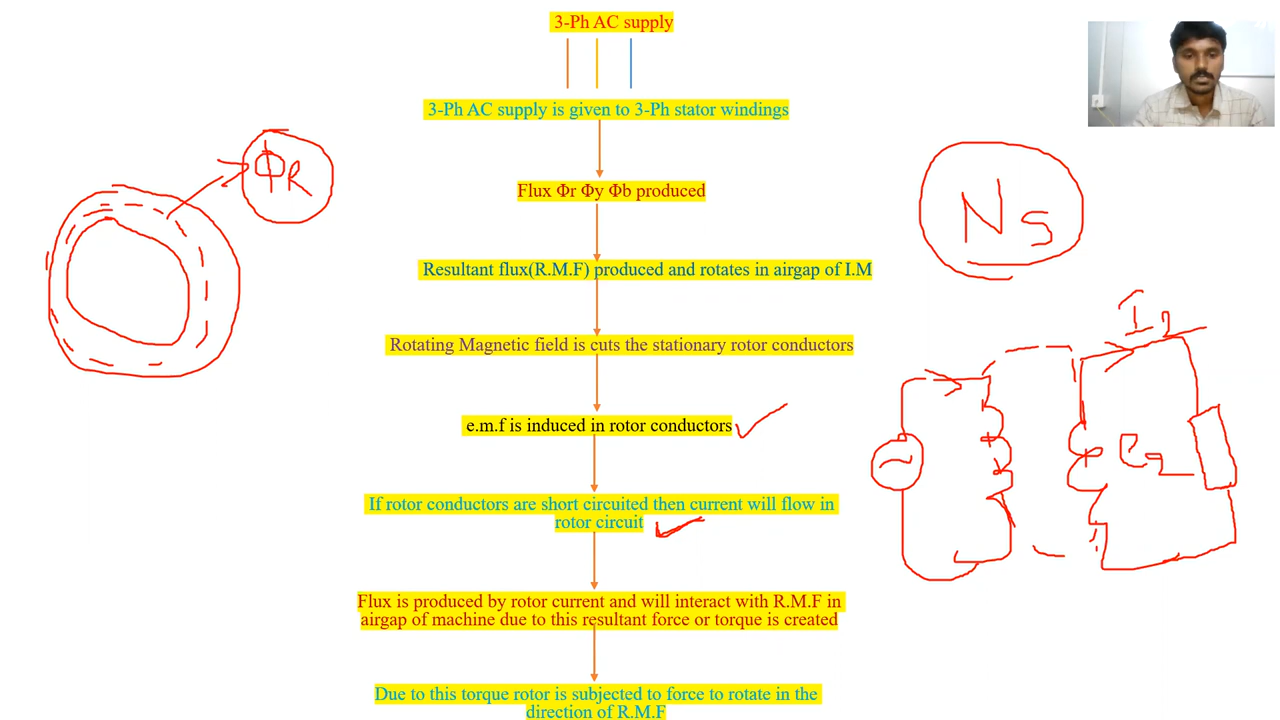 3-Ph AC supply
3-Ph AC supply is given to 3-Ph stator windings
ΦR
Flux Φr Φy Φb produced
Ns
Resultant flux(R.M.F) produced and rotates in airgap of I.M
Rotating Magnetic field is cuts the stationary rotor conductors
I2
e.m.f is induced in rotor conductors
e2
If rotor conductors are short circuited then current will flow in
rotor circuit
Flux is produced by rotor current and will interact with R.M.F in
airgap of machine due to this resultant force or torque is created
Due to this torque rotor is subjected to force to rotate in the
direction of R.M.F